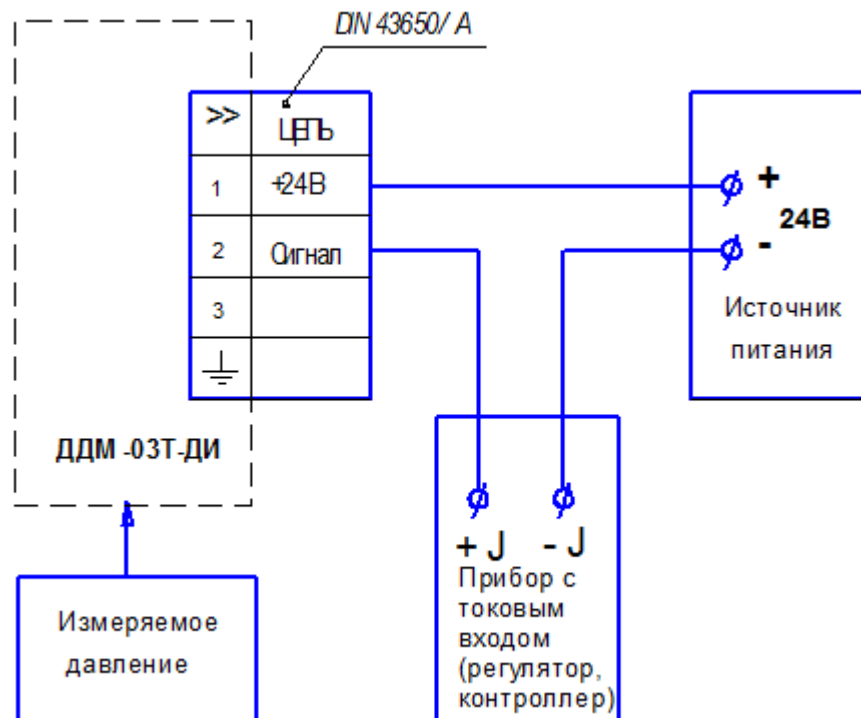 DIN 43650/ А
>> ЦЕПЬ
1 +24В
2 Сигнал
3
+
24В
-
Источник
питания
ДДМ -03Т-ДИ
+ J - J
Прибор с
токовым
входом
(регулятор,
контроллер)
Измеряемое
давление